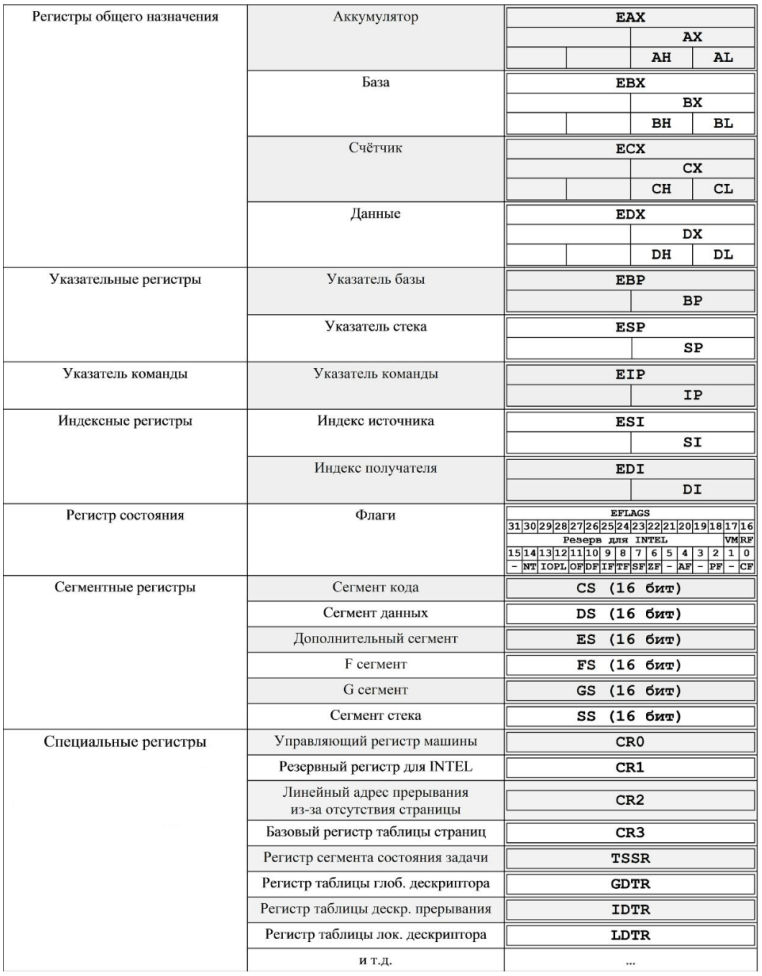 Регистры общего назначения
Аккумулятор
EAX
AX
AH AL
База
EBX
BX
BH BL
Счётчик
ECX
CX
CH CL
Данные
EDX
DX
DH DL
Указательные регистры
Указатель базы
EBP
BP
Указатель стека
ESP
SP
Указатель команды
Указатель команды
EIP
IP
Индексные регистры
Индекс источника
ESI
SI
Индекс получателя
EDI
DI
Регистр состояния
Флаги
EFLAGS
31 30 29 28 27 26 25 24 23 22 21 20 19 18 17 16
Резерв для INTEL VM RF
15 14 13 12 11 10 9 8 7 6 5 4 3 2 1 0
- NT IOPL OF DF IF TF SF ZF - AF - PF - CF
Сегментные регистры
Сегмент кода
CS (16 бит)
Сегмент данных
DS (16 бит)
Дополнительный сегмент
ES (16 бит)
F сегмент
FS (16 бит)
G сегмент
GS (16 бит)
Сегмент стека
SS (16 бит)
Специальные регистры
Управляющий регистр машины
CR0
Резервный регистр для INTEL
CR1
Линейный адрес прерывания
из-за отсутствия страницы
CR2
Базовый регистр таблицы страниц
CR3
Регистр сегмента состояния задачи
TSSR
Регистр таблицы глоб. дескриптора
GDTR
Регистр таблицы дескр. прерывания
IDTR
Регистр таблицы лок. дескриптора
LDTR
и т.д.
...